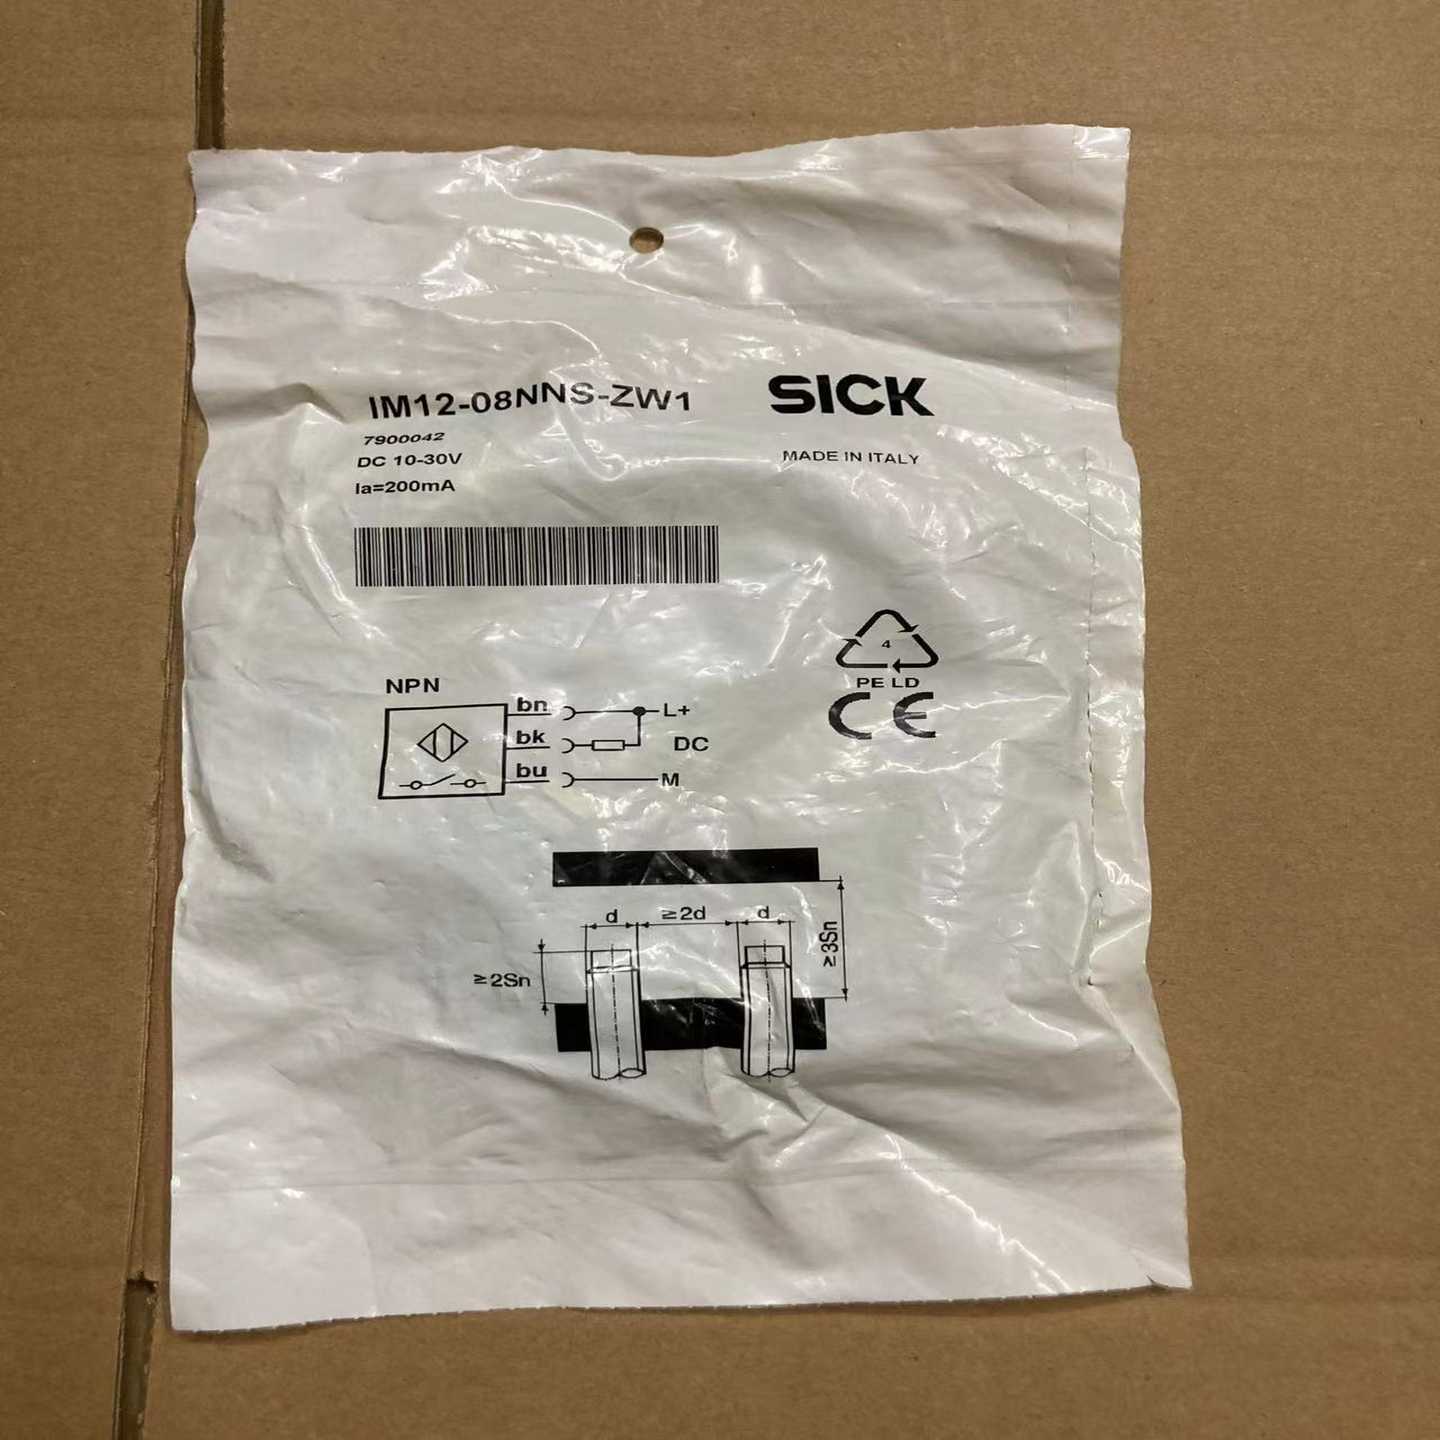 IM12-08NNS-ZW1
SICK
7900042
MADE IN ITALY
DC 10-30V
Ia=200mA
4
PE LD
CE
NPN
bn
L+
bk
DC
bu
M
d
≥2d
d
≥3Sn
≥2Sn